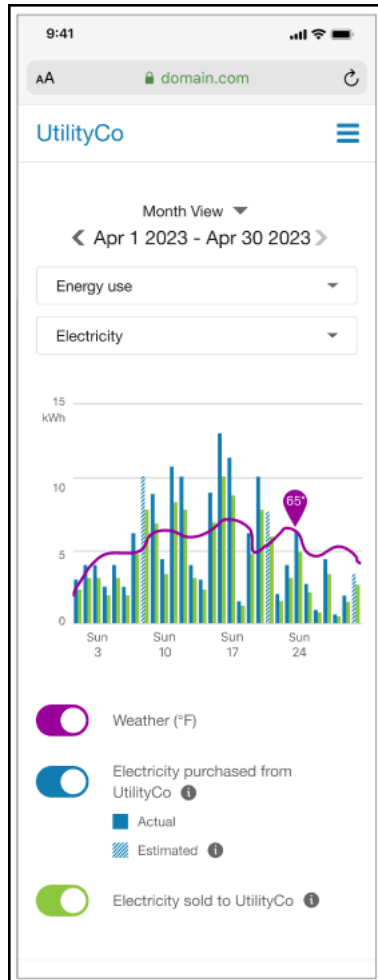 9:41
AA domain.com
UtilityCo
Month View
Apr 1 2023 - Apr 30 2023
Energy use
Electricity
15
kWh
10
65°
5
0
Sun Sun Sun Sun
3 10 17 24
Weather (°F)
Electricity purchased from
UtilityCo i
Actual
Estimated i
Electricity sold to UtilityCo i